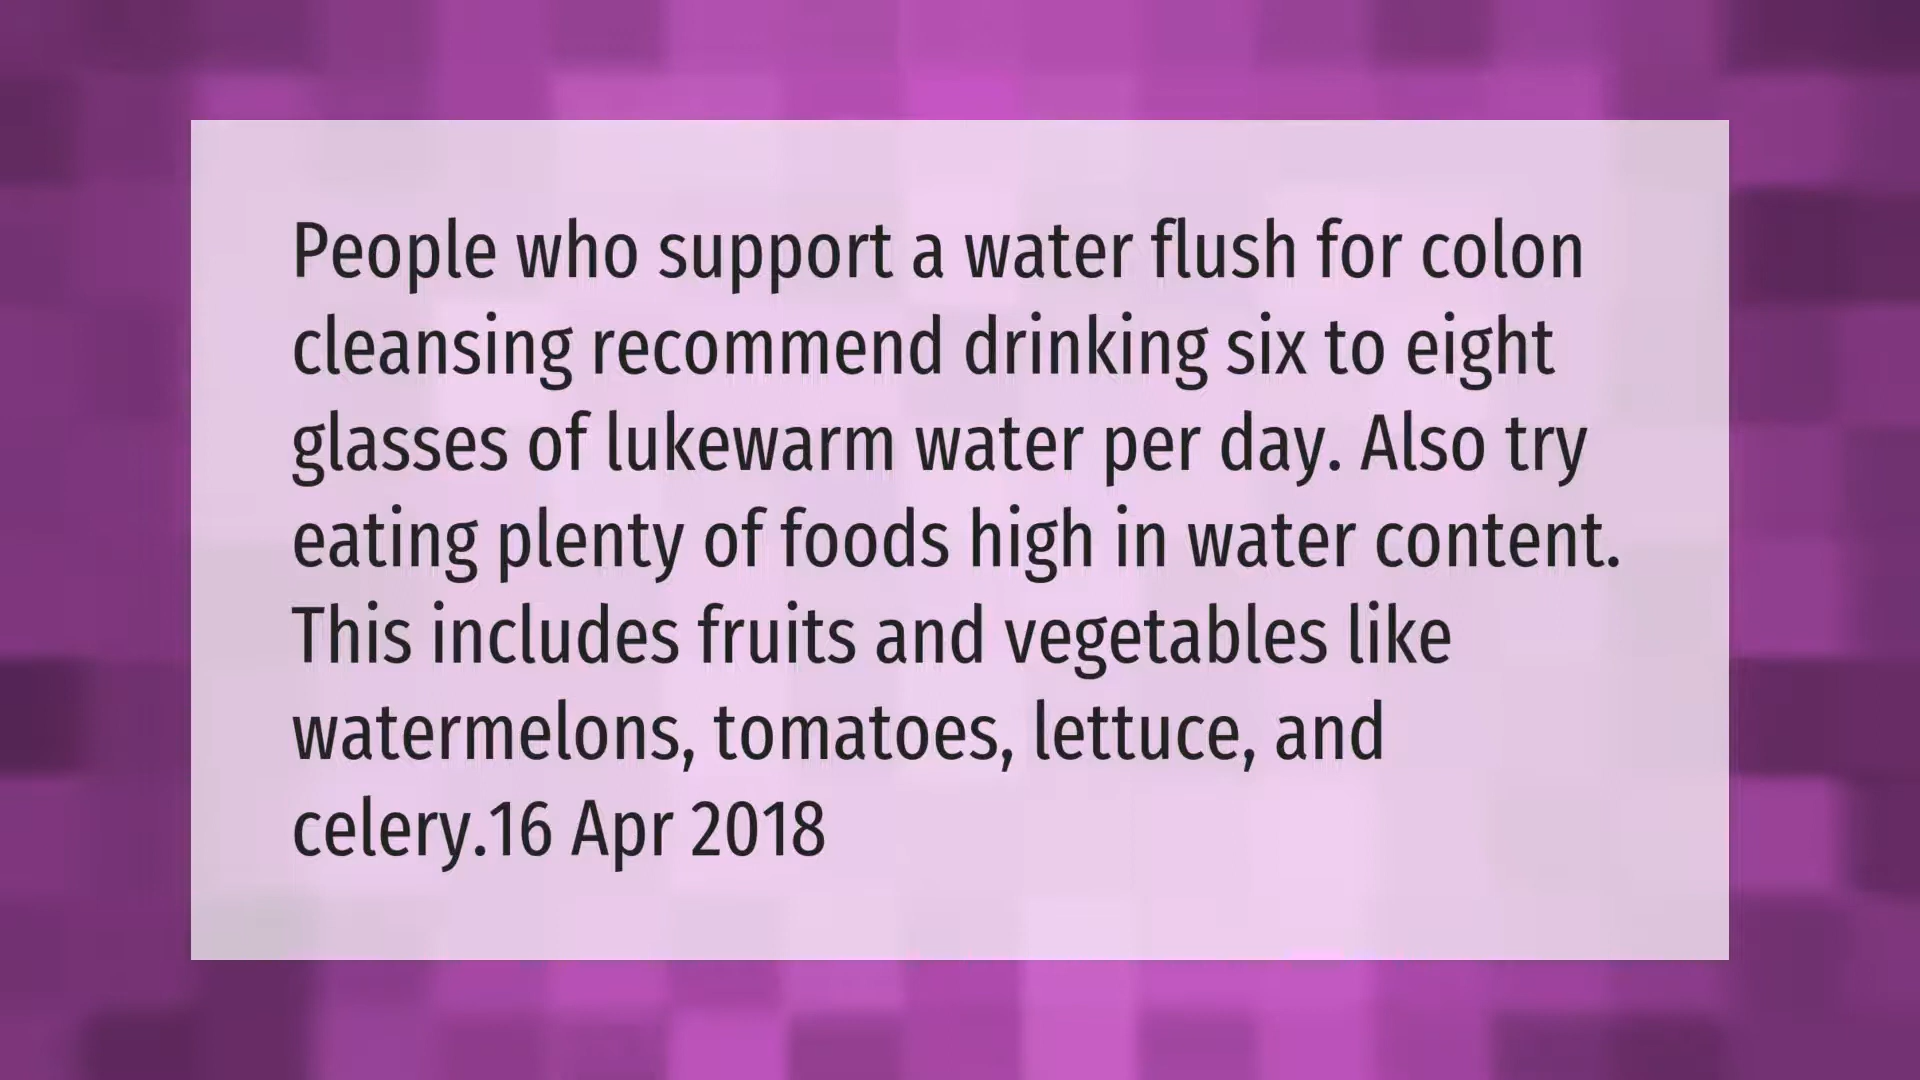 People who support a water flush for colon
cleansing recommend drinking six to eight
glasses of lukewarm water per day. Also try
eating plenty of foods high in water content.
This includes fruits and vegetables like
watermelons, tomatoes, lettuce, and
celery.16 Apr 2018